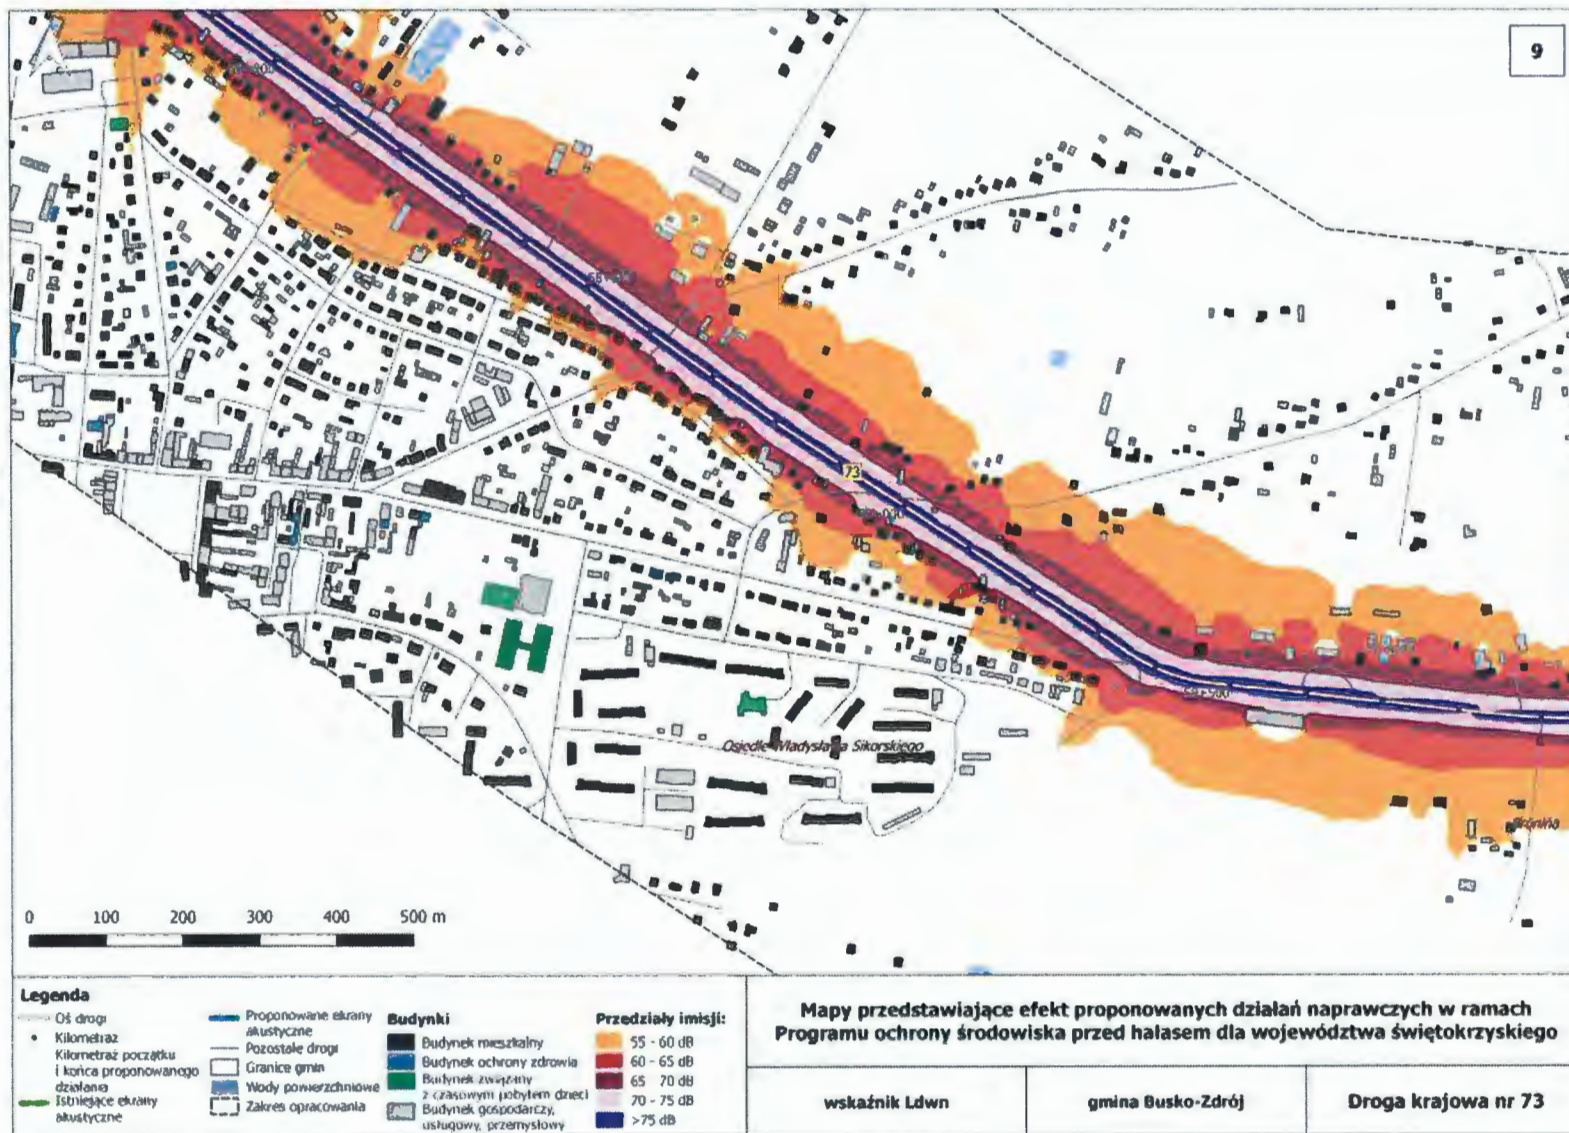 9
73
Osiedle Władysława Sikorskiego
0 100 200 300 400 500 m
Legenda
Oś drogi
Kilometraż
Kilometraż początku
i końca proponowanego
działania
Istniejące ekrany
akustyczne
Proponowane ekrany
akustyczne
Pozostałe drogi
Granice gmin
Wody powierzchniowe
Zakres opracowania
Budynki
Budynek mieszkalny
Budynek ochrony zdrowia
Budynek związany
z czasowym pobytem dzieci
Budynek gospodarczy,
usługowy, przemysłowy
Przedziały imisji:
55 - 60 dB
60 - 65 dB
65 70 dB
70 - 75 dB
>75 dB
Mapy przedstawiające efekt proponowanych działań naprawczych w ramach
Programu ochrony środowiska przed hałasem dla województwa świętokrzyskiego
wskaźnik Ldwn
gmina Busko-Zdrój
Droga krajowa nr 73